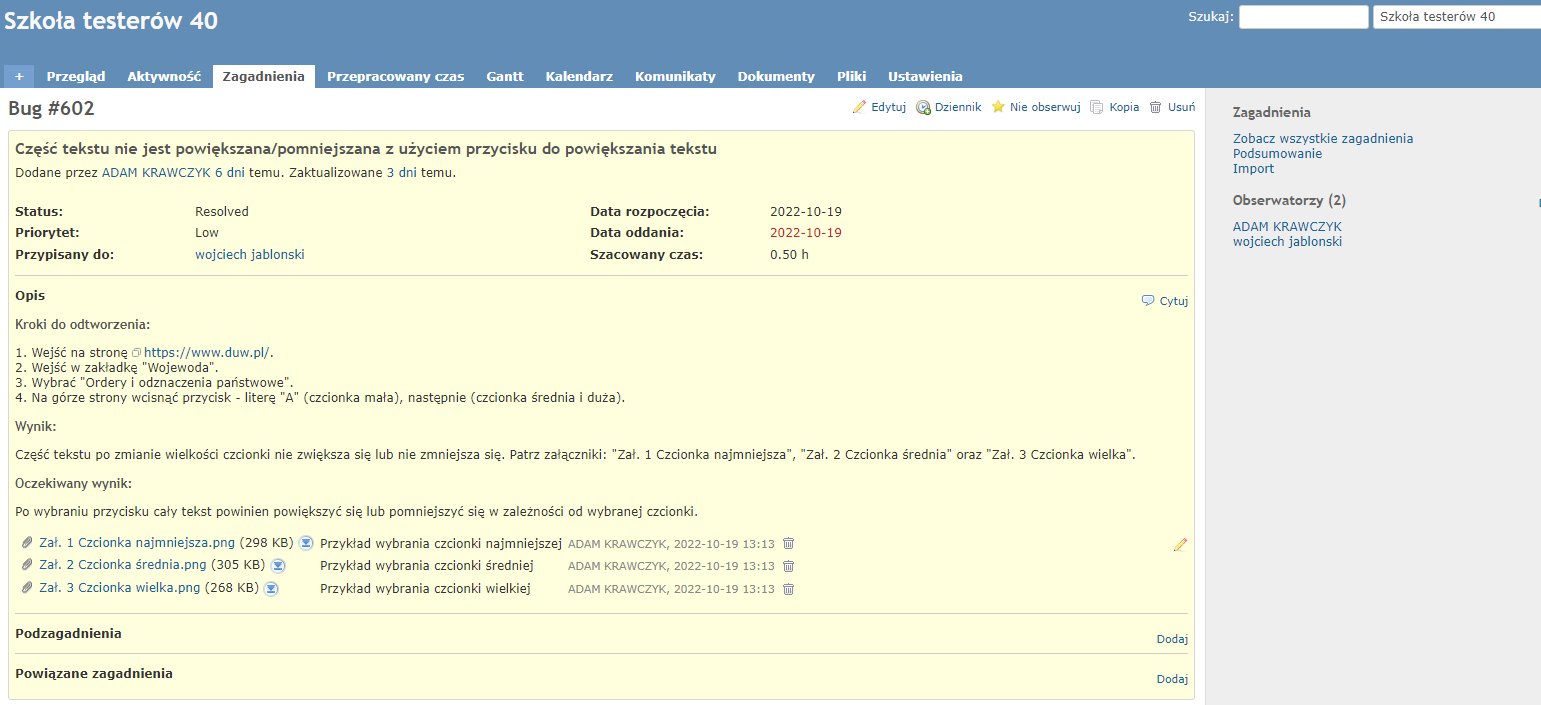 Szkoła testerów 40
Szukaj:
Szkoła testerów 40
+ Przegląd Aktywność Zagadnienia Przepracowany czas Gantt Kalendarz Komunikaty Dokumenty Pliki Ustawienia
Bug #602
Edytuj Dziennik Nie obserwuj Kopia Usuń
Część tekstu nie jest powiększana/pomniejszana z użyciem przycisku do powiększania tekstu
Dodane przez ADAM KRAWCZYK 6 dni temu. Zaktualizowane 3 dni temu.
Status: Resolved Data rozpoczęcia: 2022-10-19
Priorytet: Low Data oddania: 2022-10-19
Przypisany do: wojciech jablonski Szacowany czas: 0.50 h
Opis
Cytuj
Kroki do odtworzenia:
1. Wejść na stronę https://www.duw.pl/.
2. Wejść w zakładkę "Wojewoda".
3. Wybrać "Ordery i odznaczenia państwowe".
4. Na górze strony wcisnąć przycisk - literę "A" (czcionka mała), następnie (czcionka średnia i duża).
Wynik:
Część tekstu po zmianie wielkości czcionki nie zwiększa się lub nie zmniejsza się. Patrz załączniki: "Zał. 1 Czcionka najmniejsza", "Zał. 2 Czcionka średnia" oraz "Zał. 3 Czcionka wielka".
Oczekiwany wynik:
Po wybraniu przycisku cały tekst powinien powiększyć się lub pomniejszyć się w zależności od wybranej czcionki.
Zał. 1 Czcionka najmniejsza.png (298 KB) Przykład wybrania czcionki najmniejszej ADAM KRAWCZYK, 2022-10-19 13:13
Zał. 2 Czcionka średnia.png (305 KB) Przykład wybrania czcionki średniej ADAM KRAWCZYK, 2022-10-19 13:13
Zał. 3 Czcionka wielka.png (268 KB) Przykład wybrania czcionki wielkiej ADAM KRAWCZYK, 2022-10-19 13:13
Podzagadnienia
Dodaj
Powiązane zagadnienia
Dodaj
Zagadnienia
Zobacz wszystkie zagadnienia
Podsumowanie
Import
Obserwatorzy (2)
ADAM KRAWCZYK
wojciech jablonski